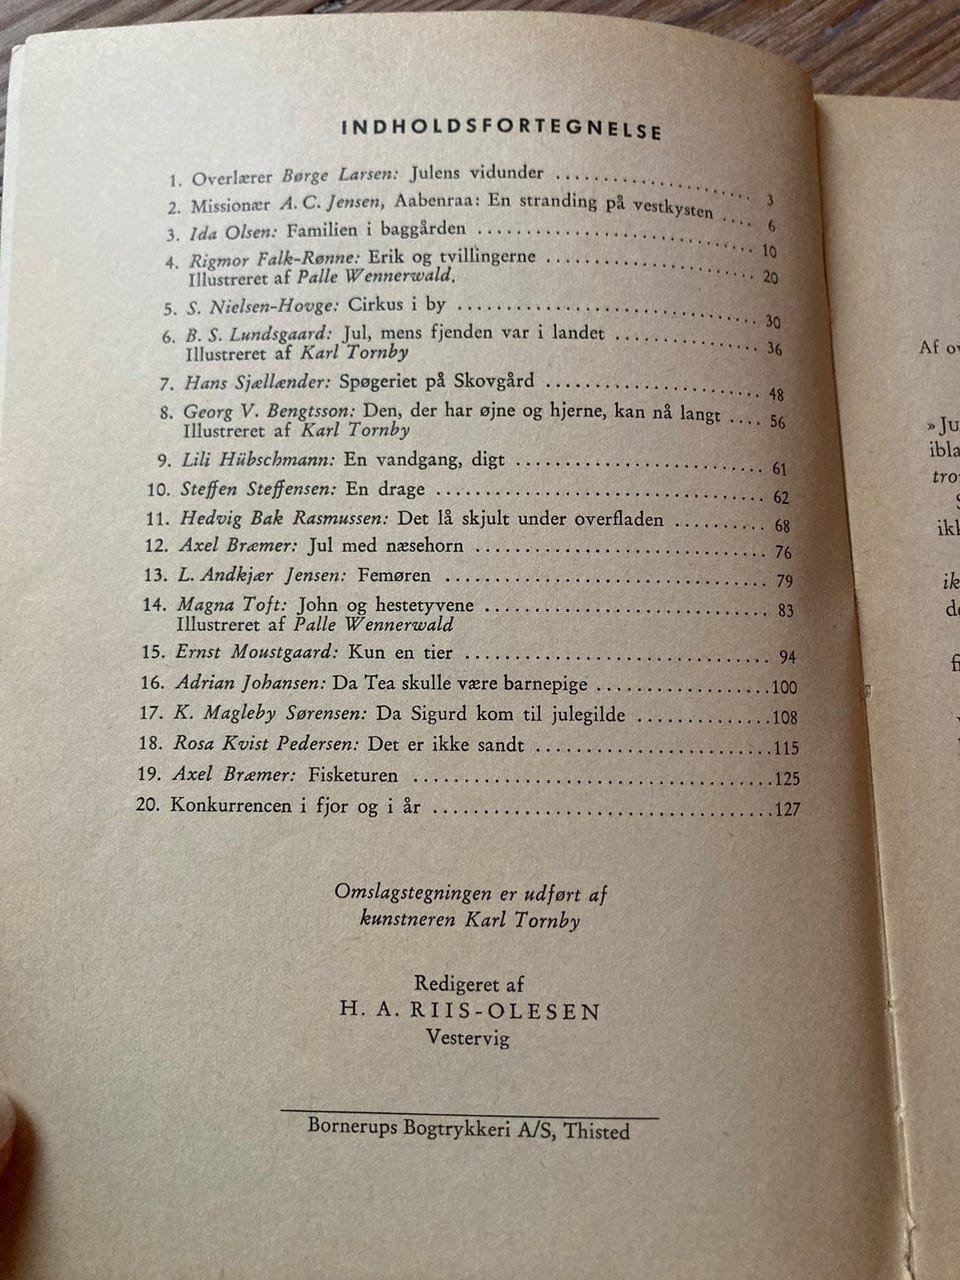 INDHOLDSFORTEGNELSE
1. Overlærer Børge Larsen: Julens vidunder .......................... 3
2. Missionær A. C. Jensen, Aabenraa: En stranding på vestkysten .... 6
3. Ida Olsen: Familien i baggården .......................... 10
4. Rigmor Falk-Rønne: Erik og tvillingerne .......................... 20
Illustreret af Palle Wennerwald.
5. S. Nielsen-Hovge: Cirkus i by .......................... 30
6. B. S. Lundsgaard: Jul, mens fjenden var i landet .......................... 36
Illustreret af Karl Tornby
7. Hans Sjællænder: Spøgeriet på Skovgård .......................... 48
8. Georg V. Bengtsson: Den, der har øjne og hjerne, kan nå langt .... 56
Illustreret af Karl Tornby
9. Lili Hübschmann: En vandgang, digt .......................... 61
10. Steffen Steffensen: En drage .......................... 62
11. Hedvig Bak Rasmussen: Det lå skjult under overfladen .......... 68
12. Axel Bræmer: Jul med næsehorn .......................... 76
13. L. Andkjær Jensen: Femøren .......................... 79
14. Magna Toft: John og hestetyvene .......................... 83
Illustreret af Palle Wennerwald
15. Ernst Moustgaard: Kun en tier .......................... 94
16. Adrian Johansen: Da Tea skulle være barnepige .................. 100
17. K. Magleby Sørensen: Da Sigurd kom til julegilde .............. 108
18. Rosa Kvist Pedersen: Det er ikke sandt .......................... 115
19. Axel Bræmer: Fisketuren .......................... 125
20. Konkurrencen i fjor og i år .......................... 127
Omslagstegningen er udført af
kunstneren Karl Tornby
Redigeret af
H. A. RIIS-OLESEN
Vestervig
Bornerups Bogtrykkeri A/S, Thisted
Af
»Ju
ibla
ik